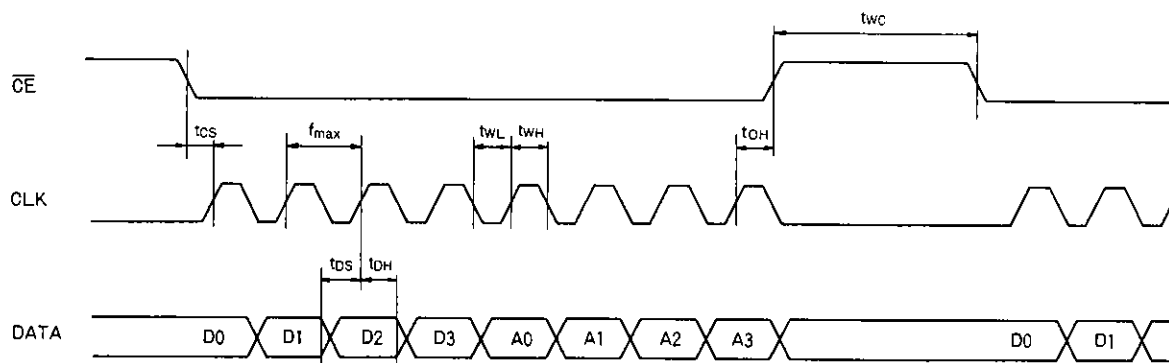 tWC
CE
tCS
fmax
tWL
tWH
tOH
CLK
tDS
tDH
DATA
D0
D1
D2
D3
A0
A1
A2
A3
D0
D1